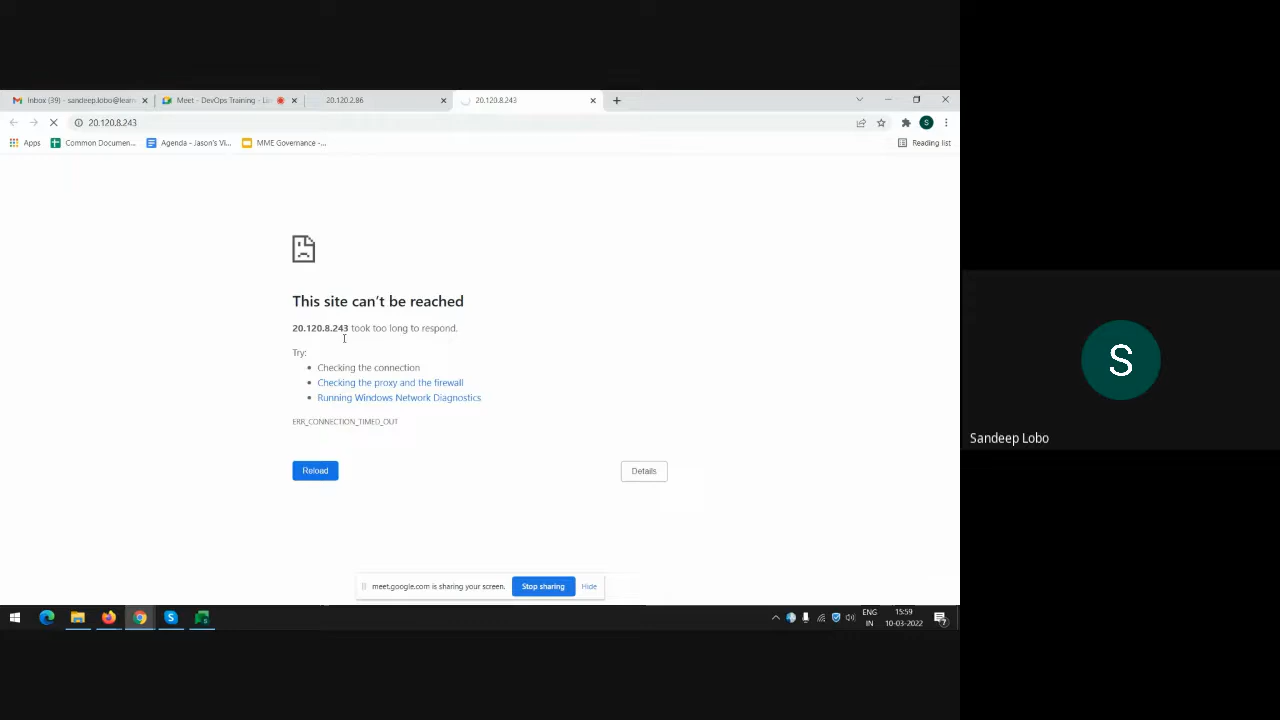 Inbox (39) - sandeep.lobo@learn
Meet - DevOps Training - Li
20.120.2.86
20.120.8.243
20.120.8.243
S
Apps
Common Documen...
Agenda - Jason's Vi...
MME Governance -...
Reading list
This site can't be reached
20.120.8.243 took too long to respond.
Try:
• Checking the connection
• Checking the proxy and the firewall
• Running Windows Network Diagnostics
ERR_CONNECTION_TIMED_OUT
Reload
Details
meet.google.com is sharing your screen.
Stop sharing
Hide
ENG
IN
15:59
10-03-2022
7
S
Sandeep Lobo